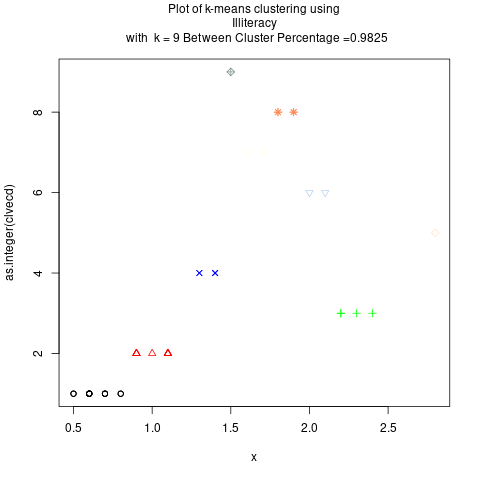 Plot of k-means clustering using
Illiteracy
with k = 9 Between Cluster Percentage =0.9825
as.integer(clvecd)
8
6
4
2
0.5 1.0 1.5 2.0 2.5
x